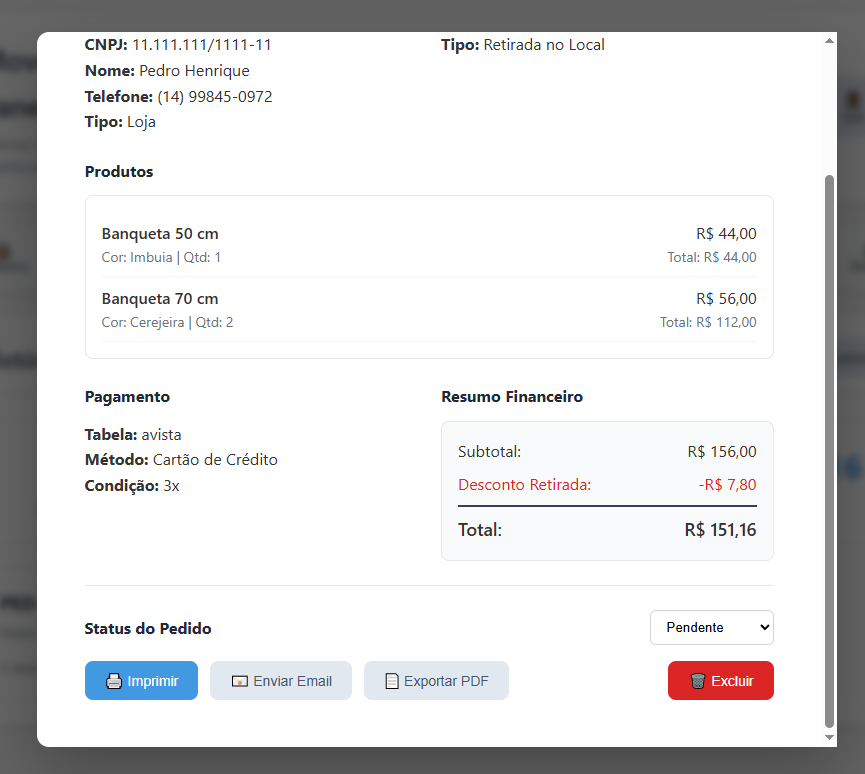 CNPJ: 11.111.111/1111-11
Tipo: Retirada no Local
Nome: Pedro Henrique
Telefone: (14) 99845-0972
Tipo: Loja
Produtos
Banqueta 50 cm R$ 44,00
Cor: Imbuia | Qtd: 1 Total: R$ 44,00
Banqueta 70 cm R$ 56,00
Cor: Cerejeira | Qtd: 2 Total: R$ 112,00
Pagamento
Tabela: avista
Método: Cartão de Crédito
Condição: 3x
Resumo Financeiro
Subtotal: R$ 156,00
Desconto Retirada: -R$ 7,80
Total: R$ 151,16
Status do Pedido
Pendente
Imprimir
Enviar Email
Exportar PDF
Excluir